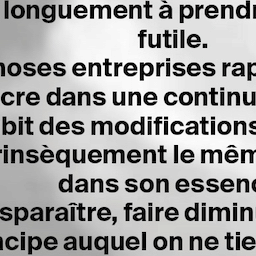 longuement à prendr
futile.
hoses entreprises rap
cre dans une continu
bit des modifications
rinsèquement le mêm
dans son essenc
sparaître, faire diminu
ncipe auquel on ne tie